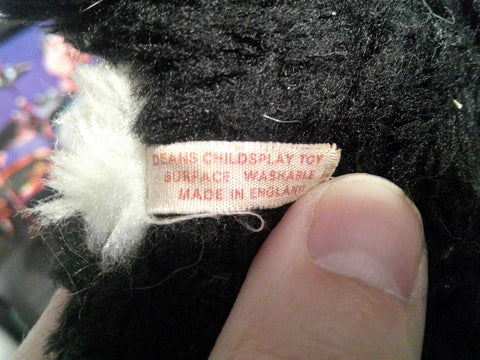 DEANS CHILDSPLAY TOY
SURFACE WASHABLE
MADE IN ENGLAND